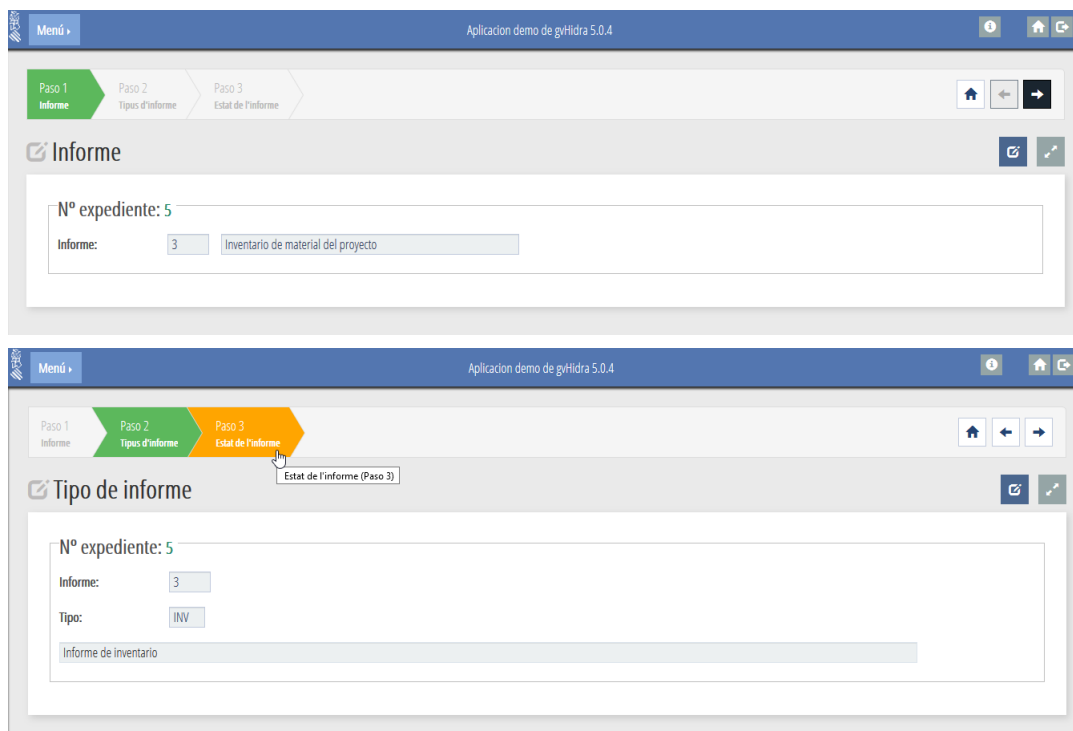 Menú
Aplicacion demo de gvHidra 5.0.4
Paso 1
Informe
Paso 2
Tipus d'informe
Paso 3
Estat de l'informe
Informe
Nº expediente: 5
Informe: 3 Inventario de material del proyecto
Menú
Aplicacion demo de gvHidra 5.0.4
Paso 1
Informe
Paso 2
Tipus d'informe
Paso 3
Estat de l'informe
Estat de l'informe (Paso 3)
Tipo de informe
Nº expediente: 5
Informe: 3
Tipo: INV
Informe de inventario